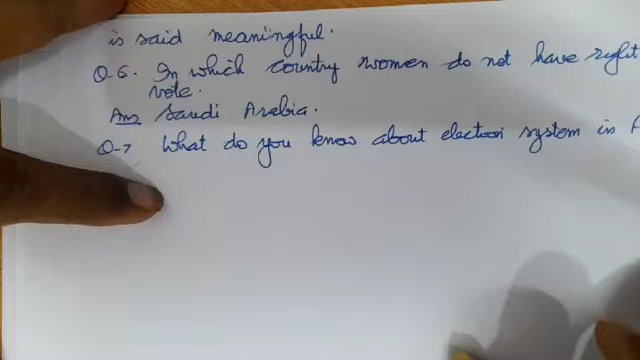 is said meaningful.
Q-6. In which country women do not have right
vote.
Ans Saudi Arabia.
Q-7 What do you know about election system in